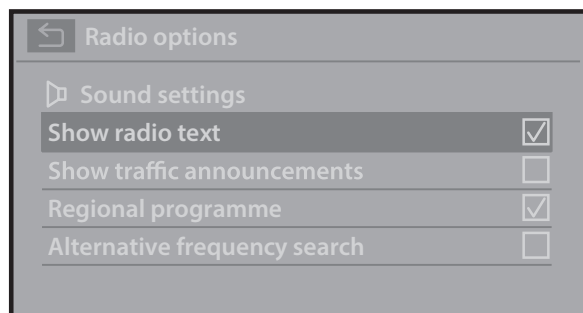 Radio options
Sound settings
Show radio text
Show traffic announcements
Regional programme
Alternative frequency search